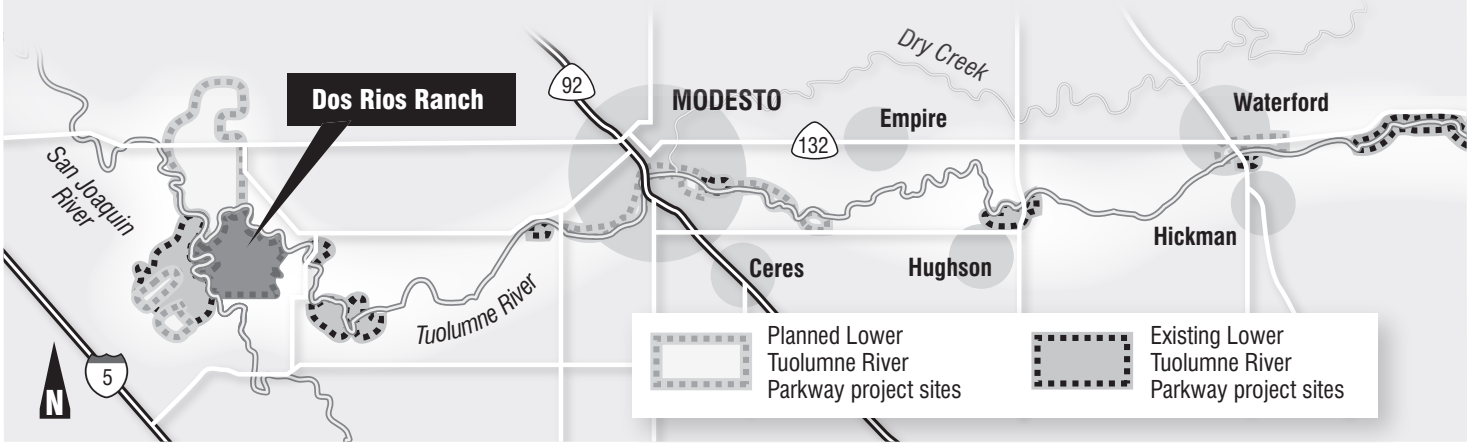 Dos Rios Ranch
92
MODESTO
Dry Creek
Empire
132
Waterford
San Joaquin
River
Hickman
Ceres
Hughson
Tuolumne River
N
5
Planned Lower
Tuolumne River
Parkway project sites
Existing Lower
Tuolumne River
Parkway project sites